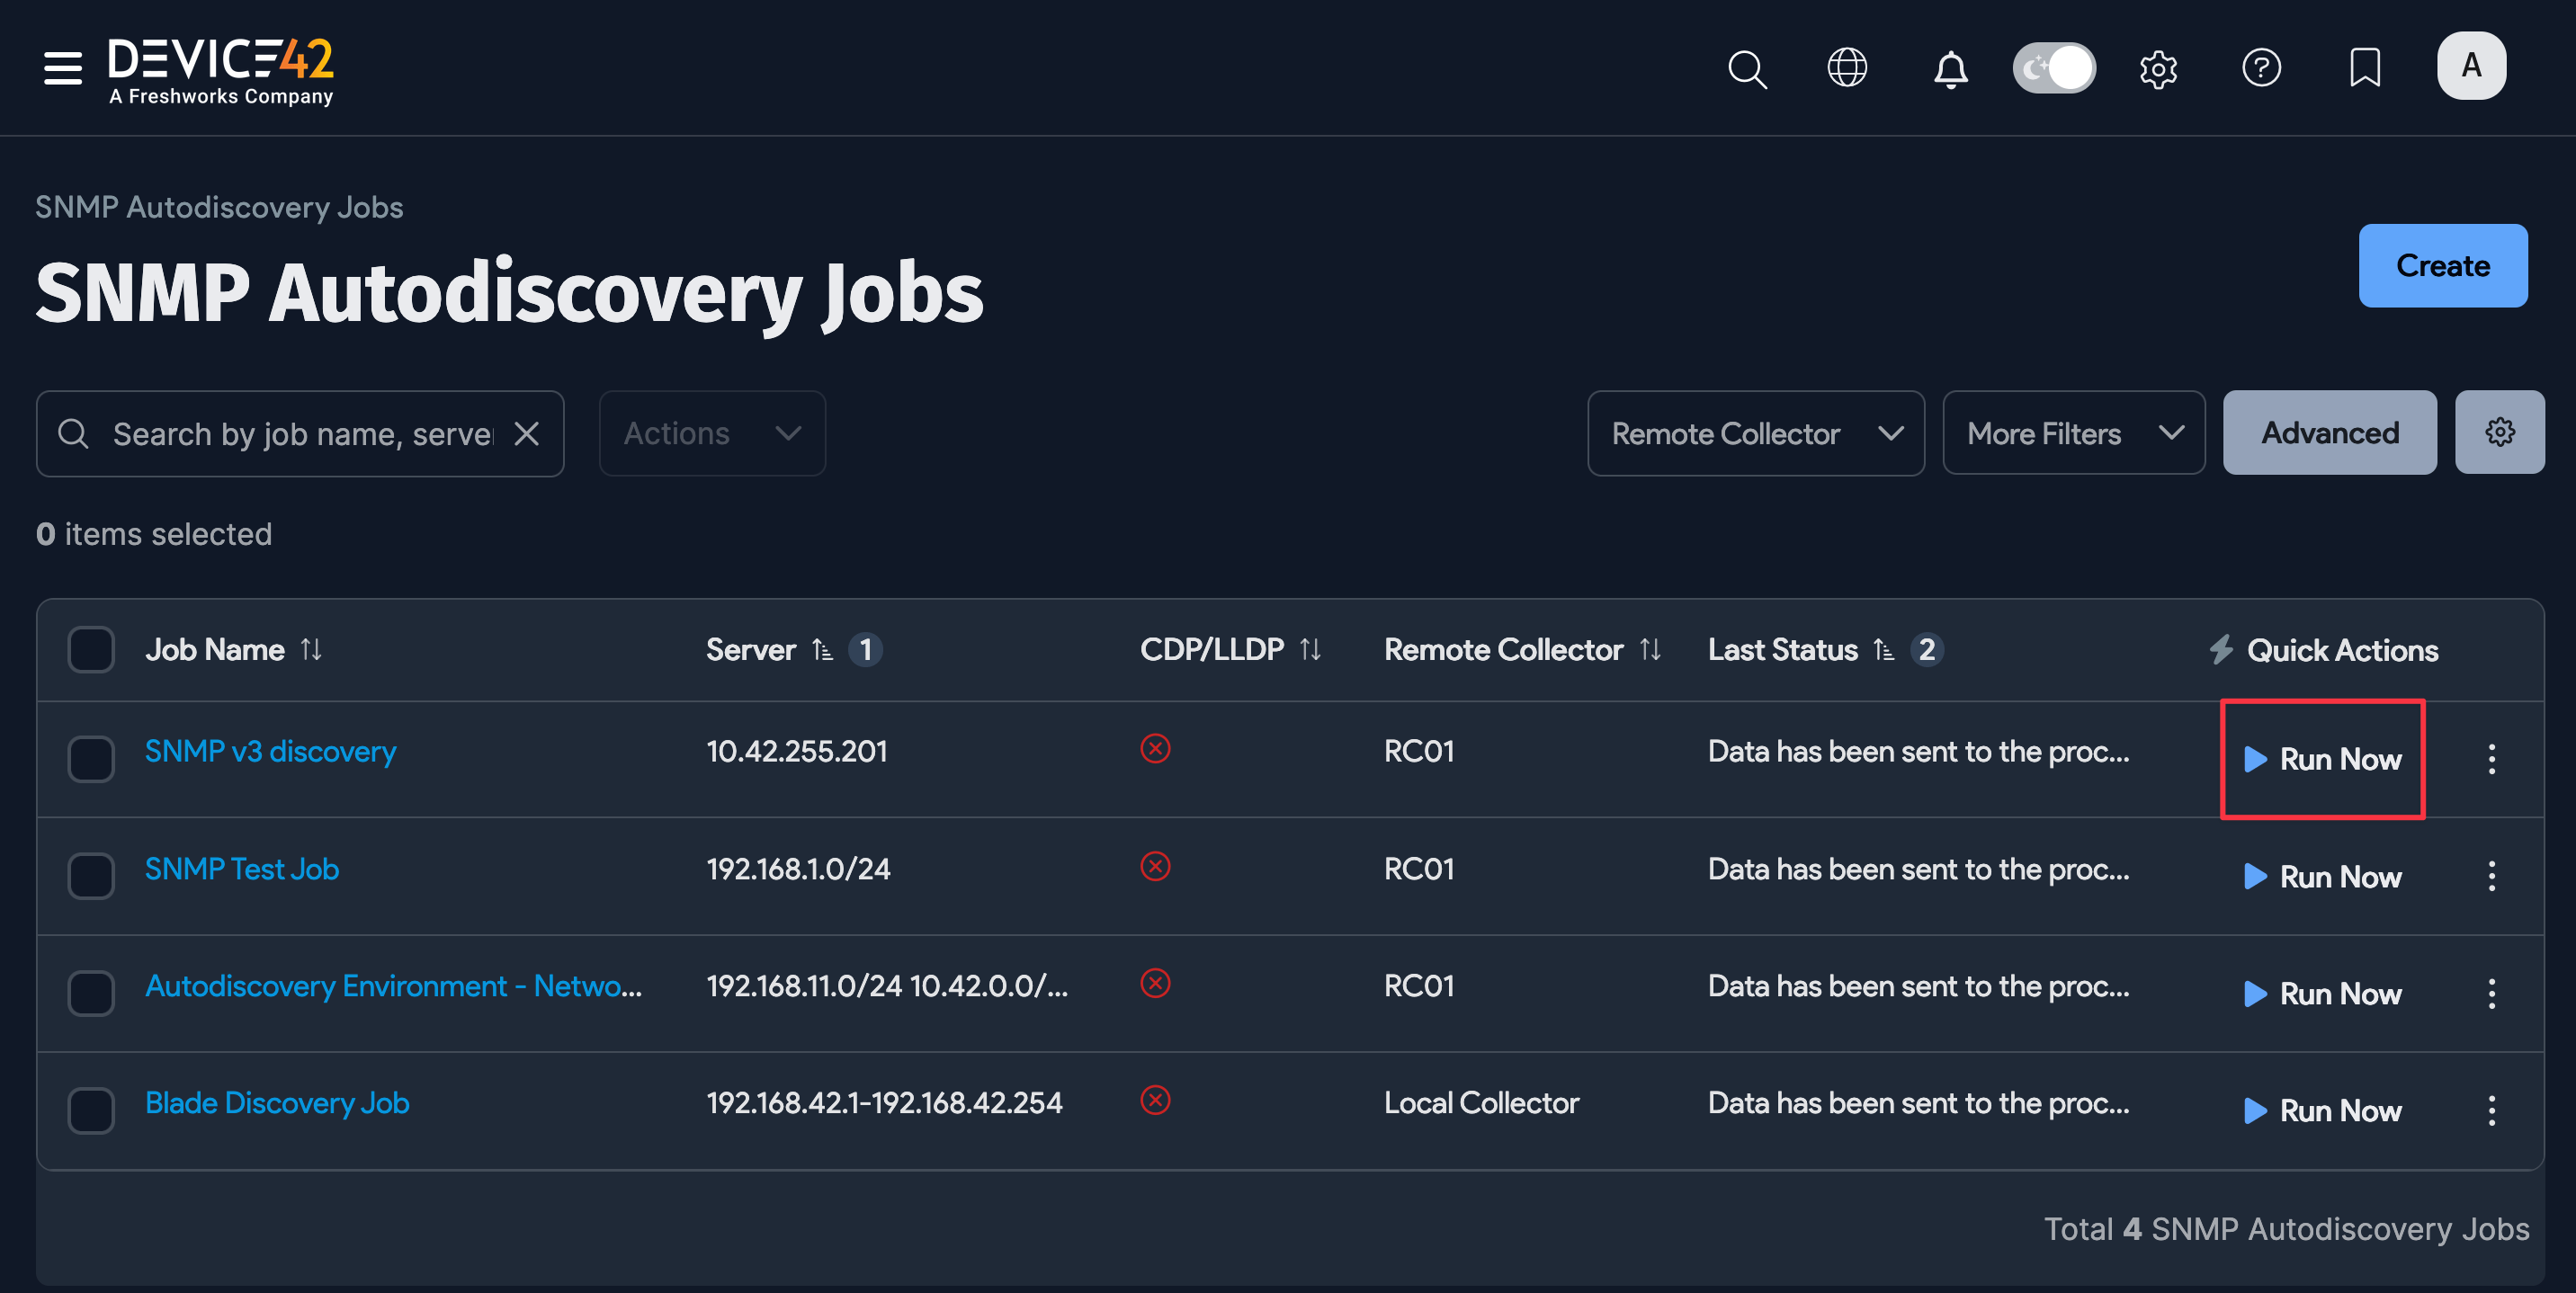 DEVICE42
A Freshworks Company
A
SNMP Autodiscovery Jobs
SNMP Autodiscovery Jobs
Create
Search by job name, serve
Actions
Remote Collector
More Filters
Advanced
0 items selected
Job Name Server 1 CDP/LLDP Remote Collector Last Status 2 Quick Actions
SNMP v3 discovery 10.42.255.201 RC01 Data has been sent to the proc... Run Now
SNMP Test Job 192.168.1.0/24 RC01 Data has been sent to the proc... Run Now
Autodiscovery Environment - Netwo... 192.168.11.0/24 10.42.0.0/... RC01 Data has been sent to the proc... Run Now
Blade Discovery Job 192.168.42.1-192.168.42.254 Local Collector Data has been sent to the proc... Run Now
Total 4 SNMP Autodiscovery Jobs